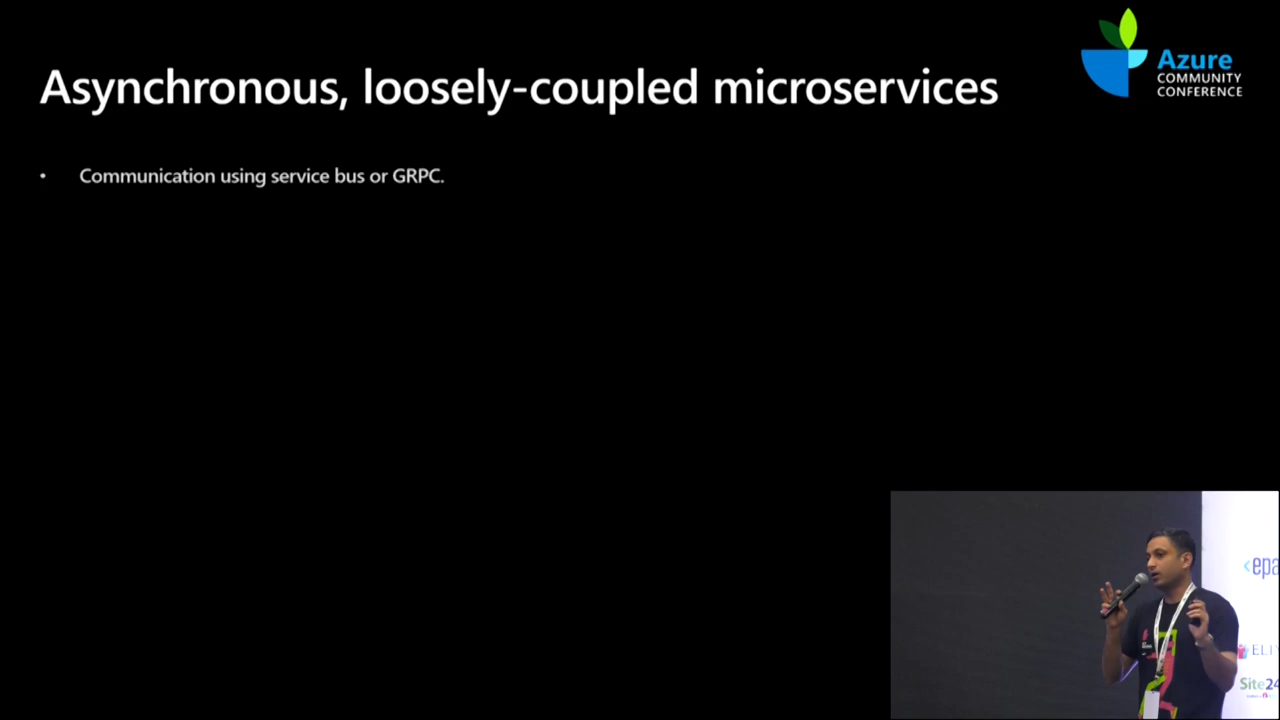 Asynchronous, loosely-coupled microservices
Azure
COMMUNITY
CONFERENCE
• Communication using service bus or GRPC.